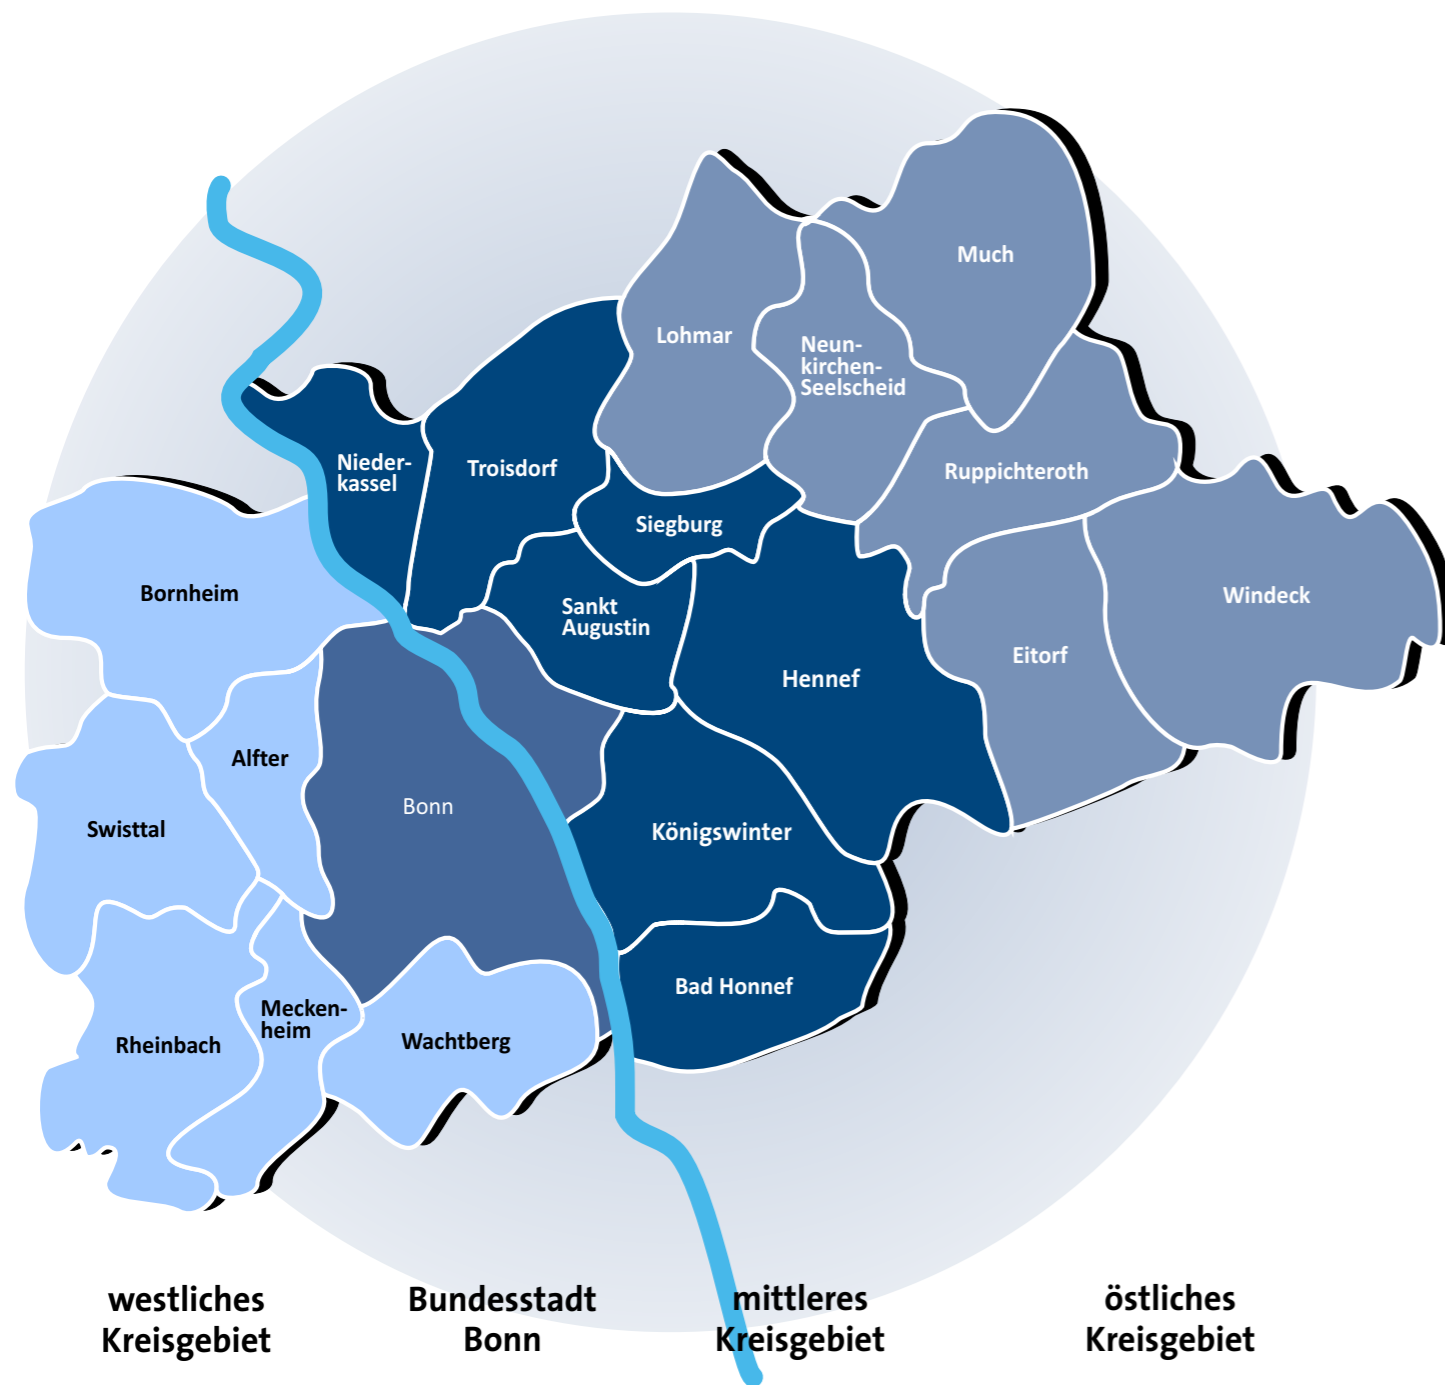 Much
Lohmar
Neun-
kirchen-
Seelscheid
Nieder-
kassel
Troisdorf
Ruppichteroth
Siegburg
Bornheim
Windeck
Sankt
Augustin
Eitorf
Hennef
Alfter
Bonn
Swisttal
Königswinter
Bad Honnef
Mecken-
heim
Rheinbach
Wachtberg
westliches
Kreisgebiet
Bundesstadt
Bonn
mittleres
Kreisgebiet
östliches
Kreisgebiet